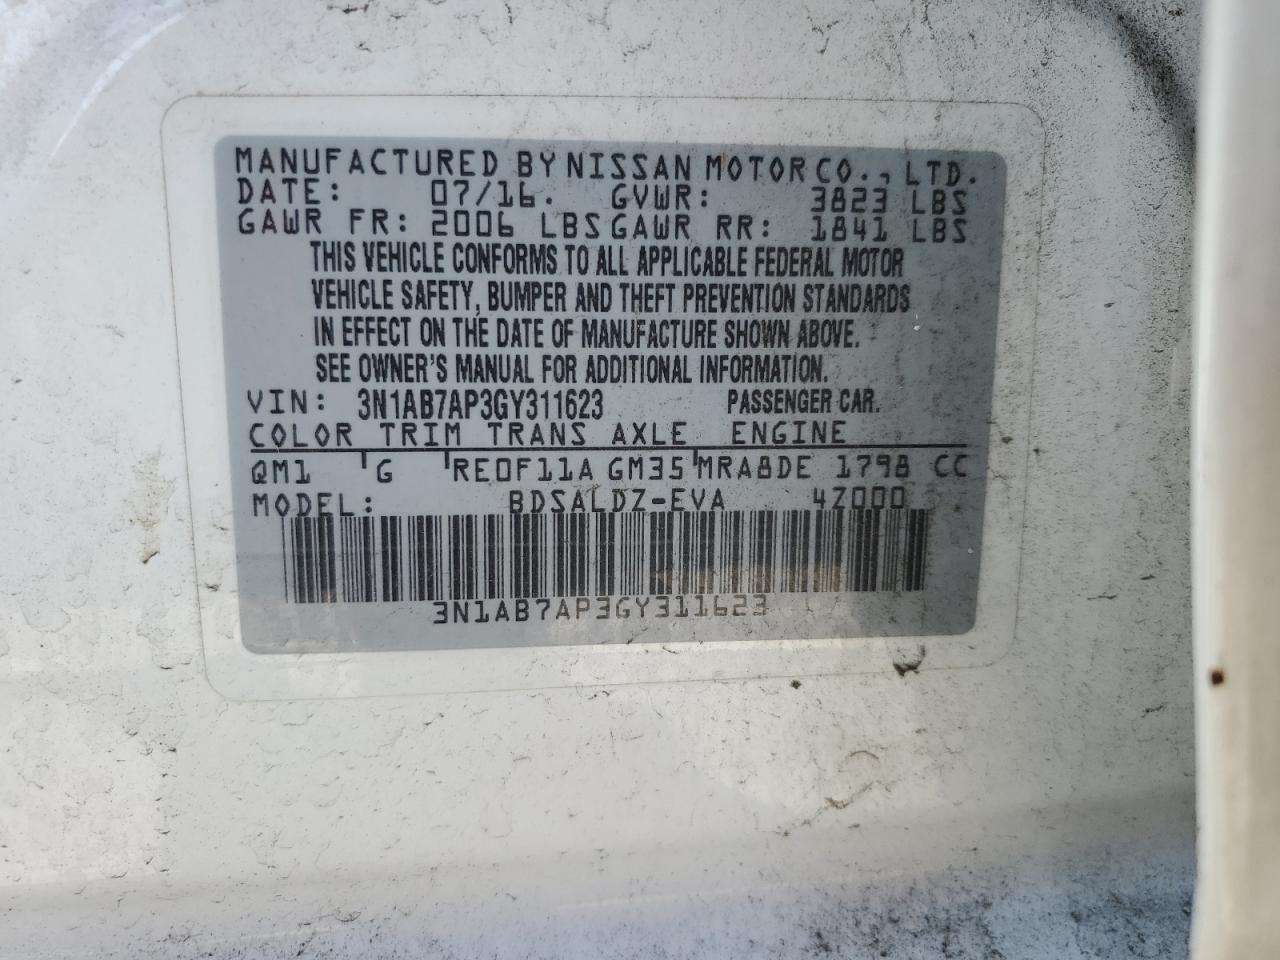 MANUFACTURED BY NISSAN MOTOR CO., LTD.
DATE: 07/16. GVWR: 3823 LBS
GAWR FR: 2006 LBS GAWR RR: 1841 LBS
THIS VEHICLE CONFORMS TO ALL APPLICABLE FEDERAL MOTOR
VEHICLE SAFETY, BUMPER AND THEFT PREVENTION STANDARDS
IN EFFECT ON THE DATE OF MANUFACTURE SHOWN ABOVE.
SEE OWNER'S MANUAL FOR ADDITIONAL INFORMATION.
VIN: 3N1AB7AP3GY311623 PASSENGER CAR.
COLOR TRIM TRANS AXLE ENGINE
QM1 G RE0F11A GM35 MRA8DE 1798 CC
MODEL: BDSALDZ-EVA 4Z000
3N1AB7AP3GY311623